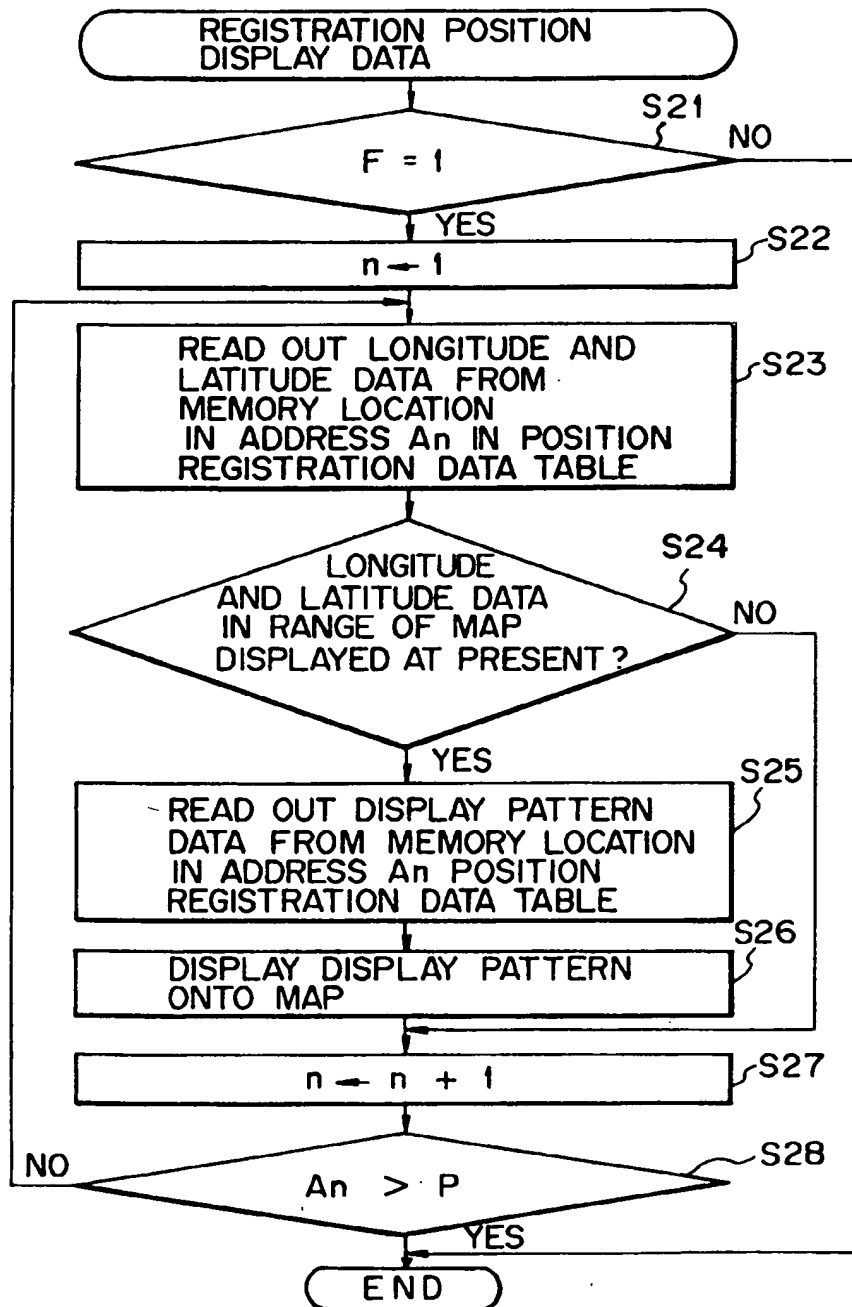 REGISTRATION POSITION
DISPLAY DATA
S21
NO
F = 1
YES
S22
n ← 1
READ OUT LONGITUDE AND
LATITUDE DATA FROM
MEMORY LOCATION
IN ADDRESS An IN POSITION
REGISTRATION DATA TABLE
S23
S24
LONGITUDE
AND LATITUDE DATA
IN RANGE OF MAP
DISPLAYED AT PRESENT?
NO
YES
S25
READ OUT DISPLAY PATTERN
DATA FROM MEMORY LOCATION
IN ADDRESS An POSITION
REGISTRATION DATA TABLE
S26
DISPLAY DISPLAY PATTERN
ONTO MAP
n ← n + 1
S27
NO
An > P
S28
YES
END